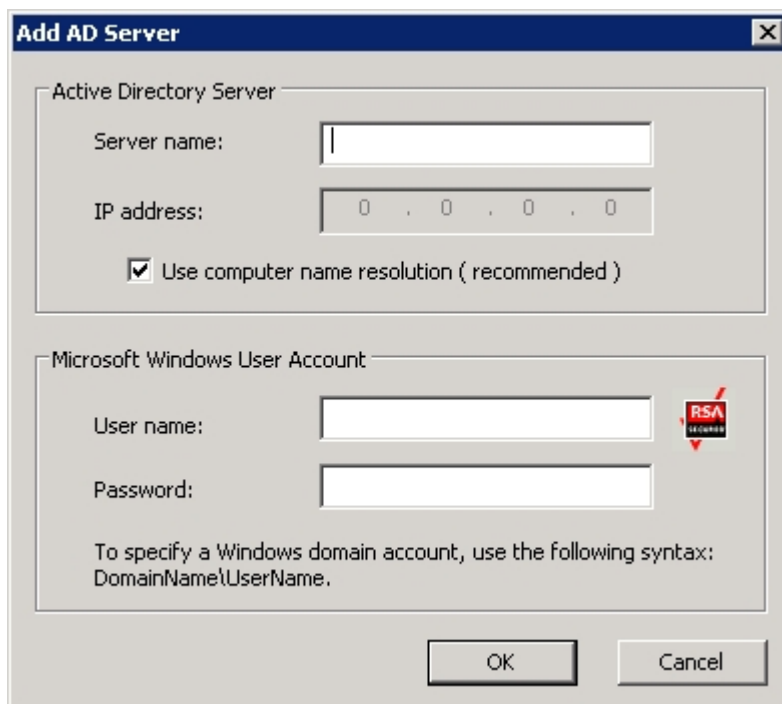 Add AD Server
Active Directory Server
Server name:
IP address: 0 . 0 . 0 . 0
Use computer name resolution ( recommended )
Microsoft Windows User Account
User name:
RSA
SECURED
Password:
To specify a Windows domain account, use the following syntax:
DomainName\UserName.
OK Cancel